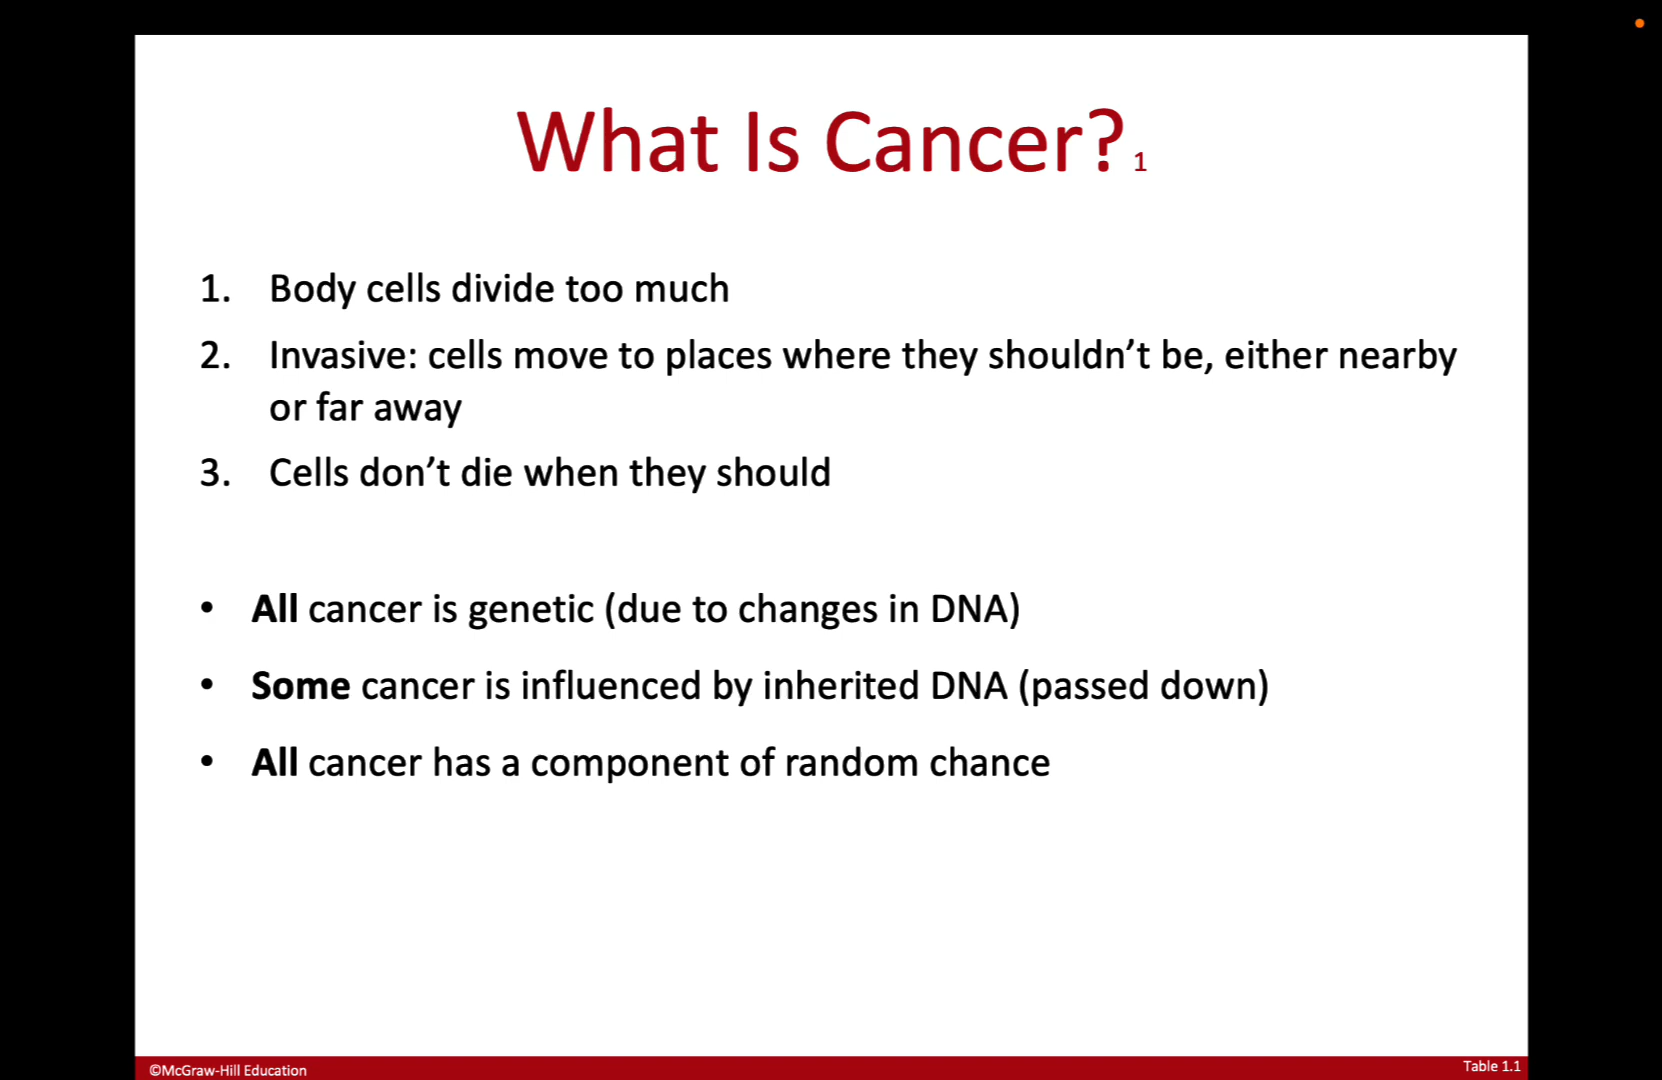 What Is Cancer? 1
1. Body cells divide too much
2. Invasive: cells move to places where they shouldn’t be, either nearby
or far away
3. Cells don’t die when they should
• All cancer is genetic (due to changes in DNA)
• Some cancer is influenced by inherited DNA (passed down)
• All cancer has a component of random chance
©McGraw-Hill Education
Table 1.1